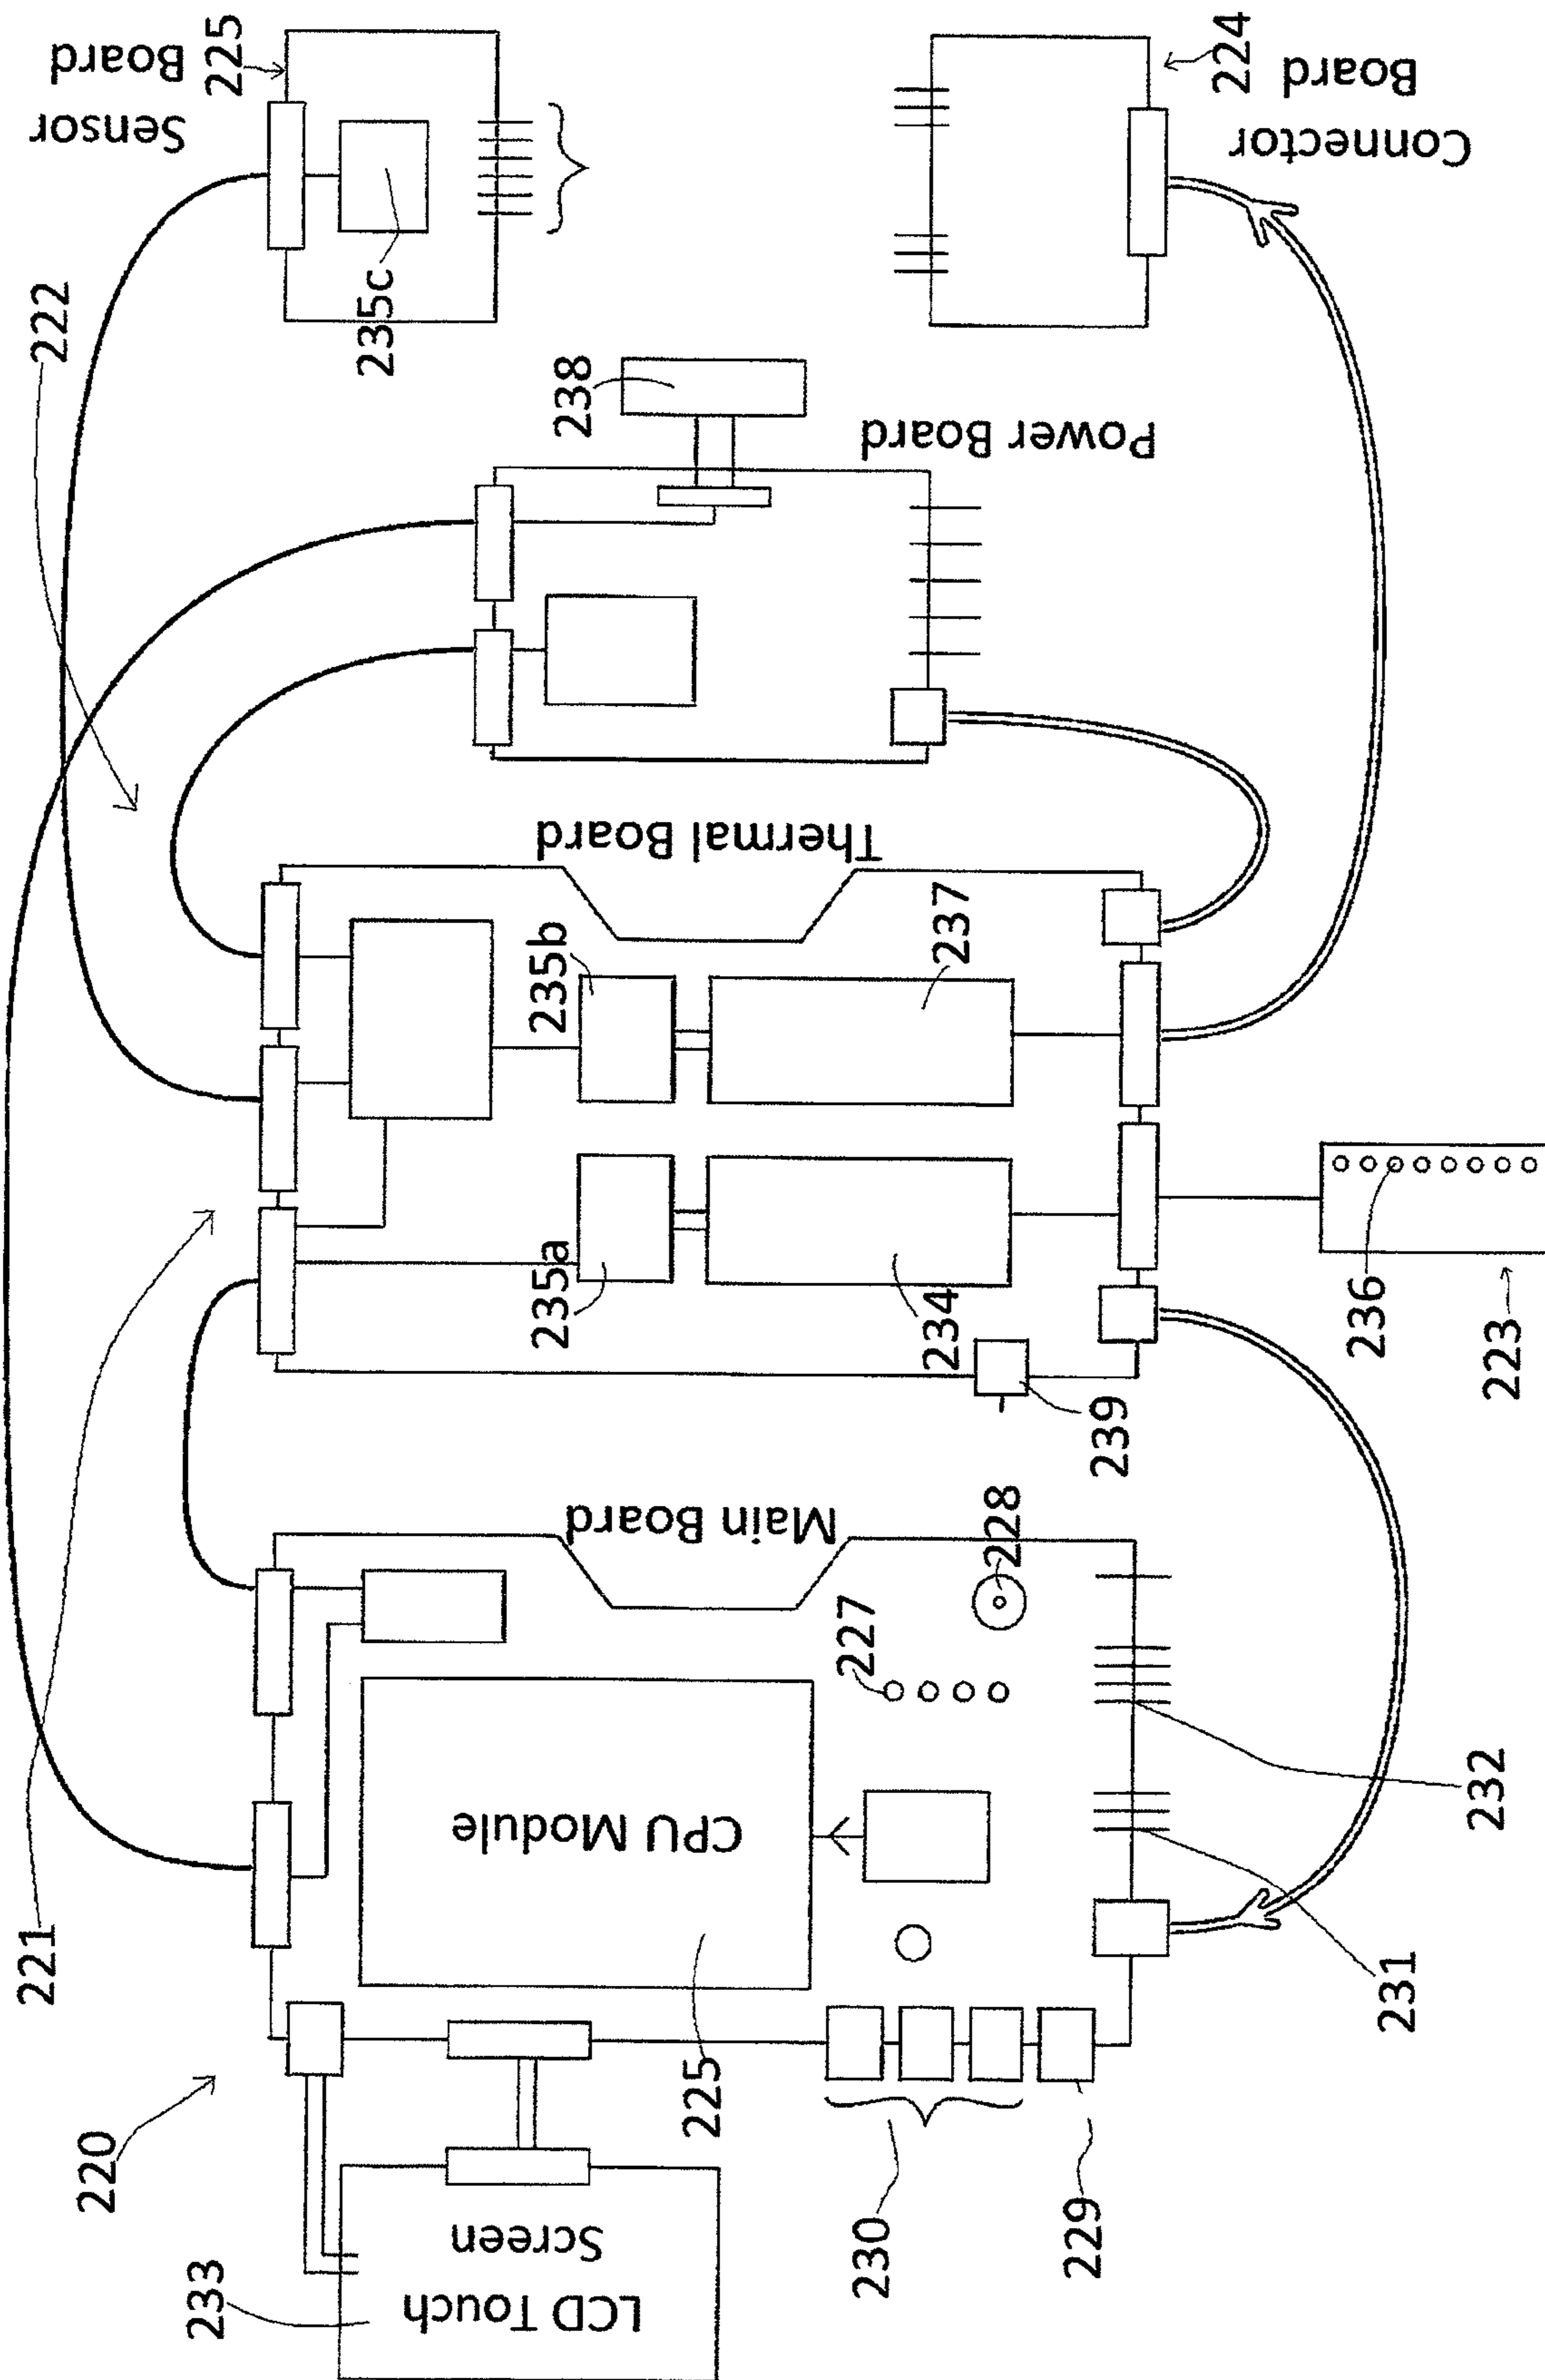 Sensor
Board
225
235c
222
238
Power Board
Connector
Board
224
Thermal Board
235b
237
235a
234
239
236
223
221
Main Board
228
227
CPU Module
225
232
231
220
230
229
233
LCD Touch
Screen